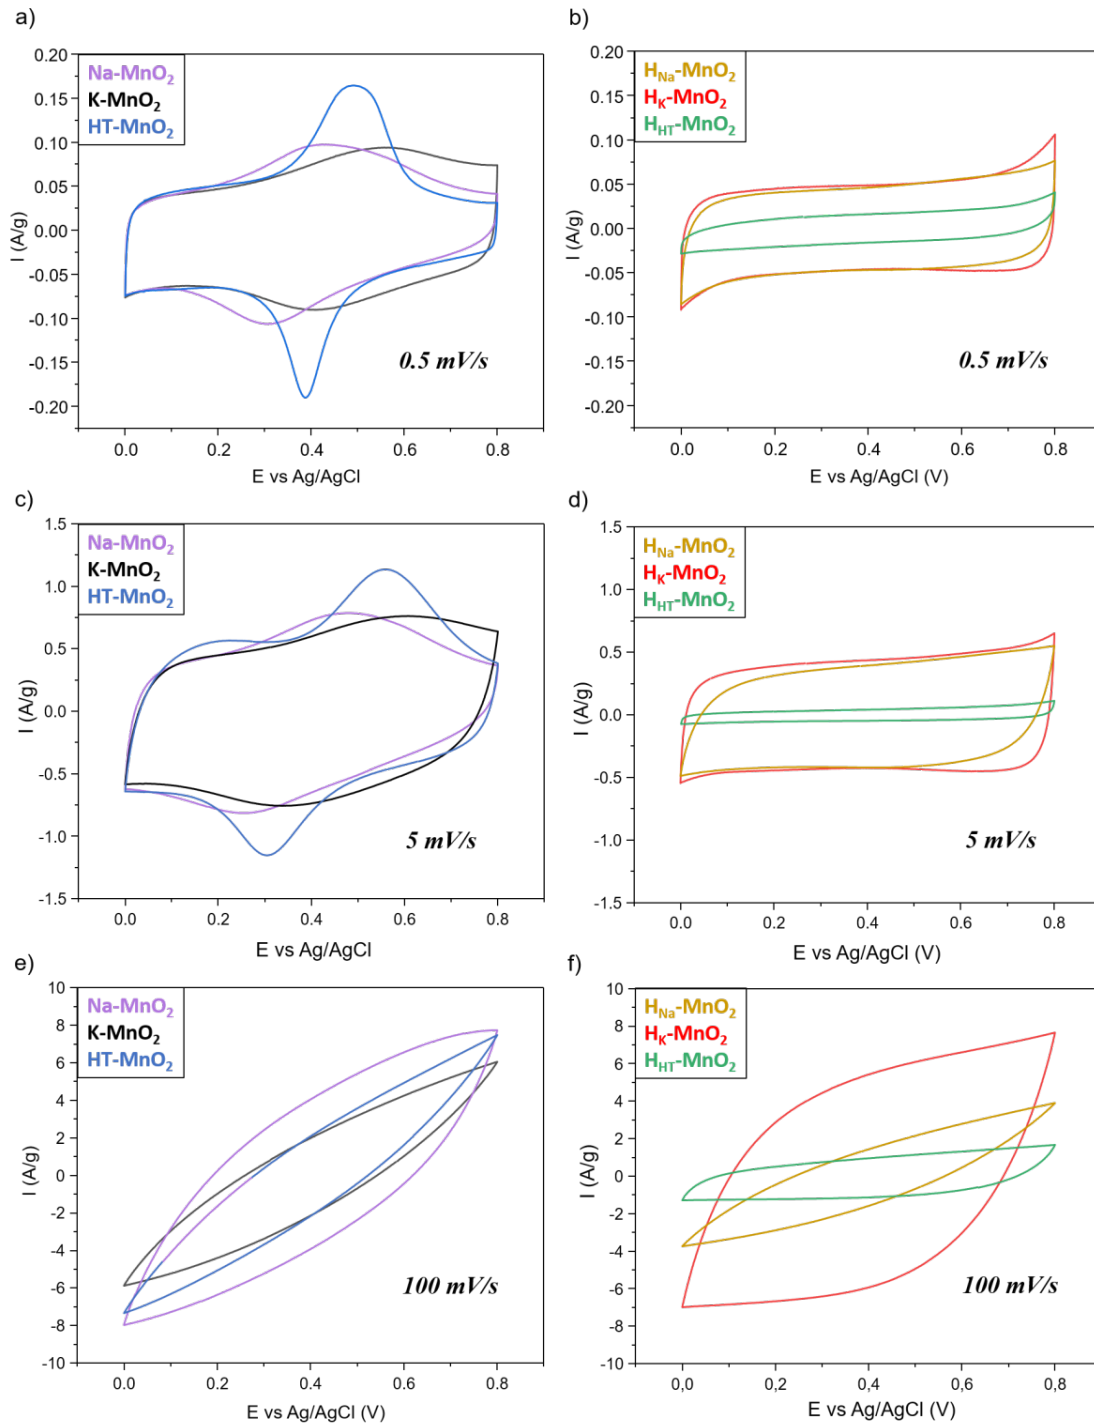 a)
Na-MnO₂
K-MnO₂
HT-MnO₂
0.20
0.15
0.10
0.05
0.00
-0.05
-0.10
-0.15
-0.20
I (A/g)
0.5 mV/s
0.0 0.2 0.4 0.6 0.8
E vs Ag/AgCl
b)
H_Na-MnO₂
H_K-MnO₂
H_HT-MnO₂
0.20
0.15
0.10
0.05
0.00
-0.05
-0.10
-0.15
-0.20
I (A/g)
0.5 mV/s
0.0 0.2 0.4 0.6 0.8
E vs Ag/AgCl (V)
c)
Na-MnO₂
K-MnO₂
HT-MnO₂
1.5
1.0
0.5
0.0
-0.5
-1.0
-1.5
I (A/g)
5 mV/s
0.0 0.2 0.4 0.6 0.8
E vs Ag/AgCl
d)
H_Na-MnO₂
H_K-MnO₂
H_HT-MnO₂
1.5
1.0
0.5
0.0
-0.5
-1.0
-1.5
I (A/g)
5 mV/s
0.0 0.2 0.4 0.6 0.8
E vs Ag/AgCl (V)
e)
Na-MnO₂
K-MnO₂
HT-MnO₂
10
8
6
4
2
0
-2
-4
-6
-8
-10
I (A/g)
100 mV/s
0.0 0.2 0.4 0.6 0.8
E vs Ag/AgCl (V)
f)
H_Na-MnO₂
H_K-MnO₂
H_HT-MnO₂
10
8
6
4
2
0
-2
-4
-6
-8
-10
I (A/g)
100 mV/s
0,0 0,2 0,4 0,6 0,8
E vs Ag/AgCl (V)